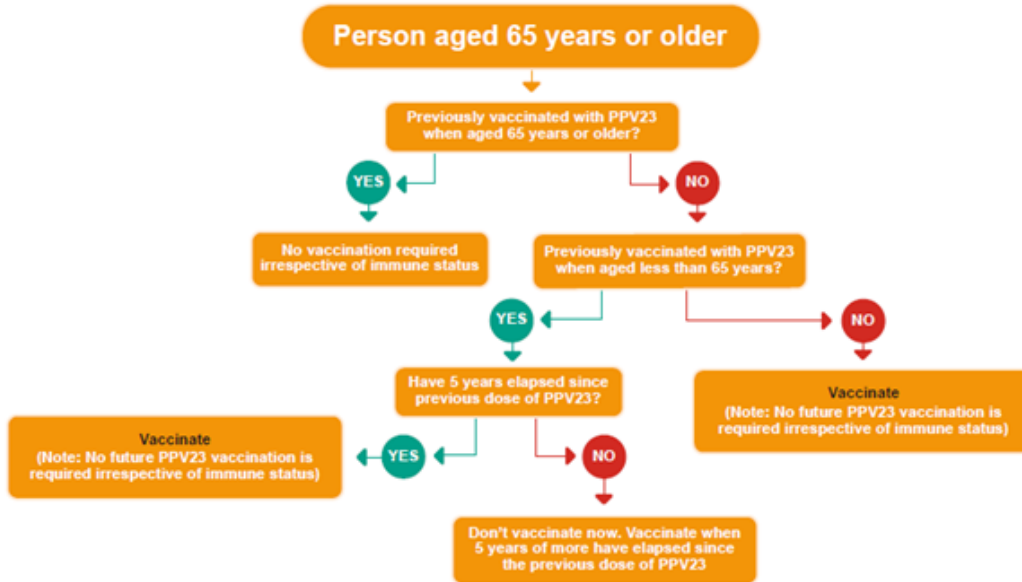 Person aged 65 years or older
Previously vaccinated with PPV23
when aged 65 years or older?
YES
NO
No vaccination required
irrespective of immune status
Previously vaccinated with PPV23
when aged less than 65 years?
YES
NO
Have 5 years elapsed since
previous dose of PPV23?
Vaccinate
(Note: No future PPV23 vaccination is
required irrespective of immune status)
Vaccinate
(Note: No future PPV23 vaccination is
required irrespective of immune status)
YES
NO
Don't vaccinate now. Vaccinate when
5 years of more have elapsed since
the previous dose of PPV23